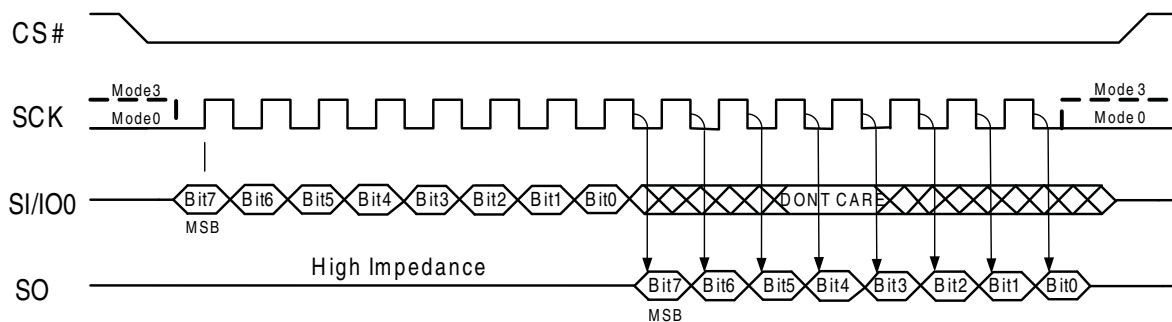 CS#
Mode3 Mode 3
SCK
Mode0 Mode 0
SI/IO0 Bit7 Bit6 Bit5 Bit4 Bit3 Bit2 Bit1 Bit0 DONT CARE
MSB
High Impedance
SO Bit7 Bit6 Bit5 Bit4 Bit3 Bit2 Bit1 Bit0
MSB